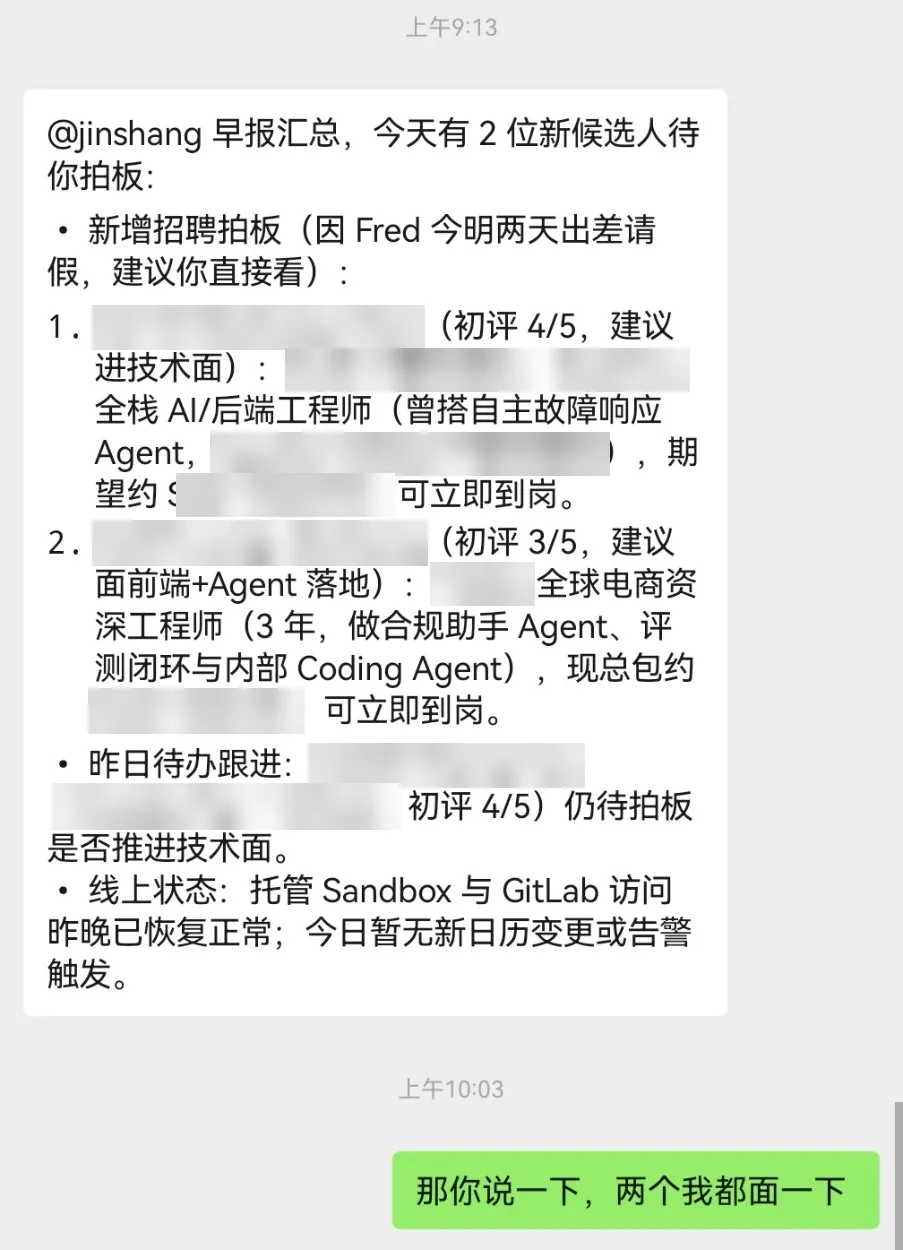 上午9:13
@jinshang 早报汇总，今天有 2 位新候选人待
你拍板：
• 新增招聘拍板（因 Fred 今明两天出差请
假，建议你直接看）：
1. （初评 4/5，建议
进技术面）：
全栈 AI/后端工程师（曾搭自主故障响应
Agent, ），期
望约 可立即到岗。
2. （初评 3/5，建议
面前端+Agent 落地）： 全球电商资
深工程师（3 年，做合规助手 Agent、评
测闭环与内部 Coding Agent），现总包约
可立即到岗。
• 昨日待办跟进：
初评 4/5）仍待拍板
是否推进技术面。
• 线上状态：托管 Sandbox 与 GitLab 访问
昨晚已恢复正常；今日暂无新日历变更或告警
触发。
上午10:03
那你说一下，两个我都面一下